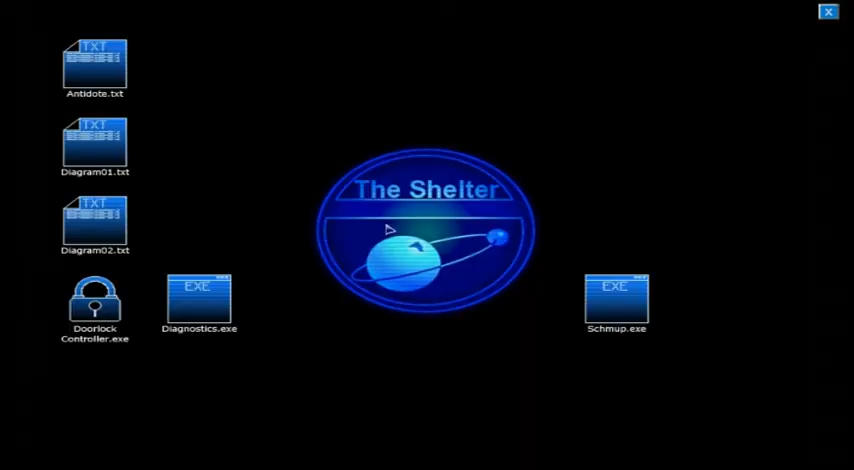 TXT
Antidote.txt
TXT
Diagram01.txt
The Shelter
TXT
Diagram02.txt
EXE
EXE
Doorlock
Controller.exe
Diagnostics.exe
Schmup.exe